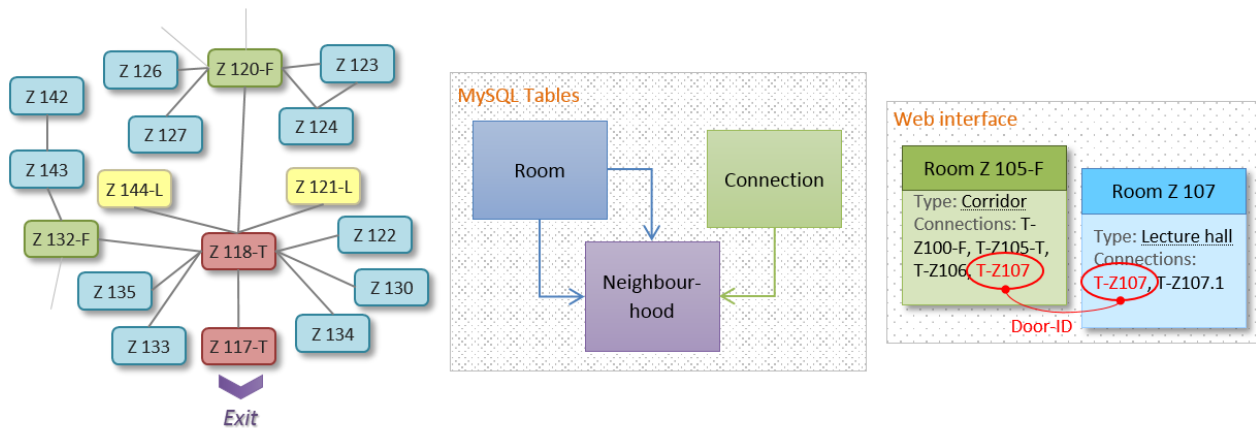 Z 126
Z 120-F
Z 123
Z 142
Z 127
Z 124
Z 143
Z 144-L
Z 121-L
Z 132-F
Z 118-T
Z 122
Z 135
Z 130
Z 133
Z 117-T
Z 134
Exit
MySQL Tables
Room
Connection
Neighbour-
hood
Web interface
Room Z 105-F
Type: Corridor
Connections: T-
Z100-F, T-Z105-T,
T-Z106, T-Z107
Room Z 107
Type: Lecture hall
Connections:
T-Z107, T-Z107.1
Door-ID